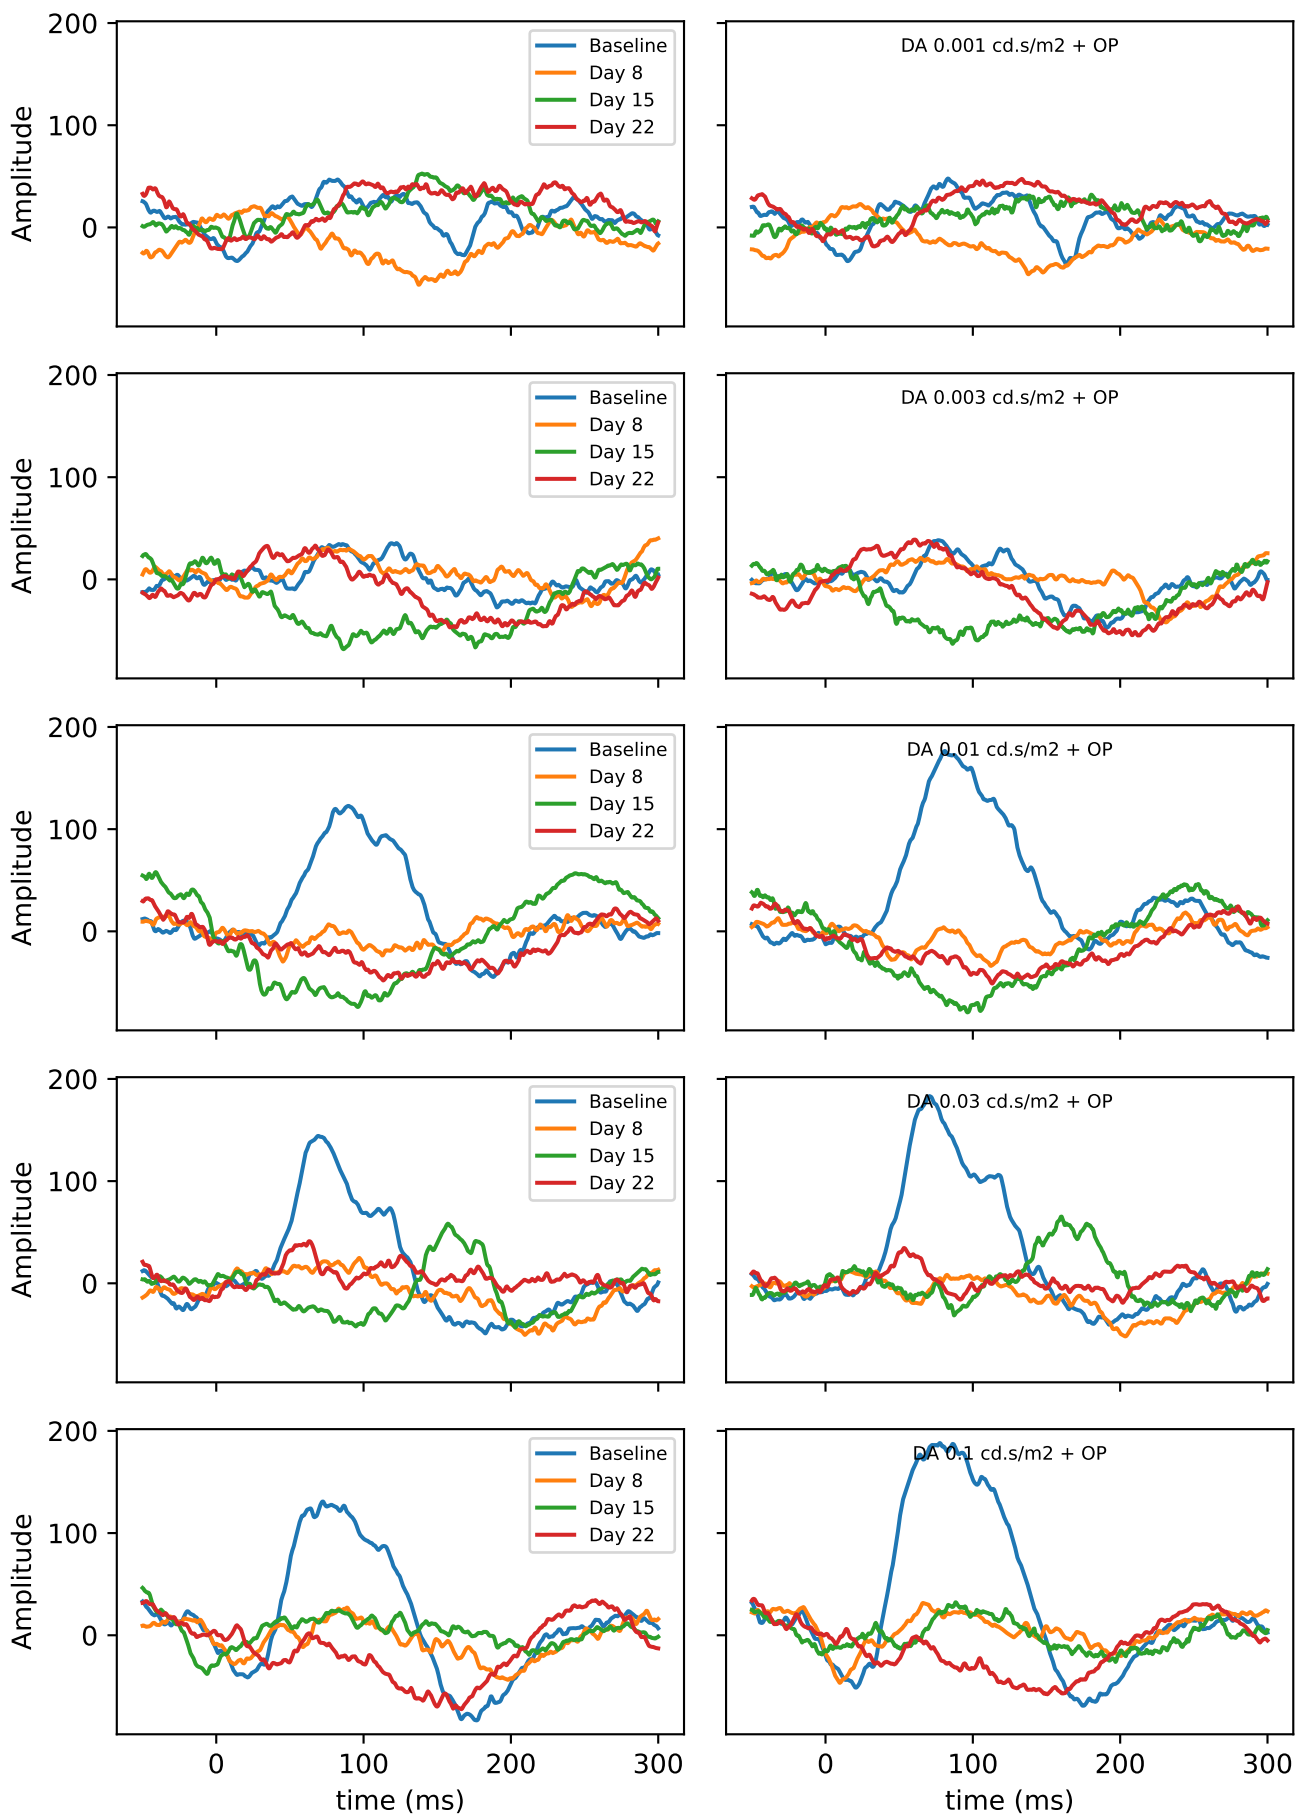 200
100
0
Amplitude
Baseline
Day 8
Day 15
Day 22
DA 0.001 cd.s/m2 + OP
200
100
0
Amplitude
Baseline
Day 8
Day 15
Day 22
DA 0.003 cd.s/m2 + OP
200
100
0
Amplitude
Baseline
Day 8
Day 15
Day 22
DA 0.01 cd.s/m2 + OP
200
100
0
Amplitude
Baseline
Day 8
Day 15
Day 22
DA 0.03 cd.s/m2 + OP
200
100
0
Amplitude
Baseline
Day 8
Day 15
Day 22
DA 0.1 cd.s/m2 + OP
0 100 200 300
time (ms)
0 100 200 300
time (ms)